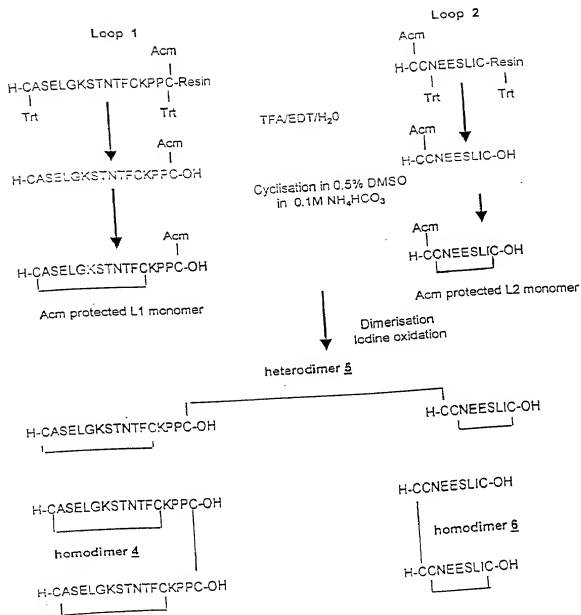 Loop 1
Loop 2
Acm
Acm
H-CASELGKSTNTFCKPPC-Resin
H-CCNEESLIC-Resin
Trt
Trt
Trt
Trt
TFA/EDT/H20
Acm
Acm
H-CASELGKSTNTFCKPPC-OH
H-CCNEESLIC-OH
Cyclisation in 0.5% DMSO
in 0.1M NH4HCO3
Acm
Acm
H-CASELGKSTNTFCKPPC-OH
H-CCNEESLIC-OH
Acm protected L1 monomer
Acm protected L2 monomer
Dimerisation
Iodine oxidation
heterodimer 5
H-CASELGKSTNTFCKPPC-OH
H-CCNEESLIC-OH
H-CASELGKSTNTFCKPPC-OH
H-CCNEESLIC-OH
homodimer 4
homodimer 6
H-CASELGKSTNTFCKPPC-OH
H-CCNEESLIC-OH